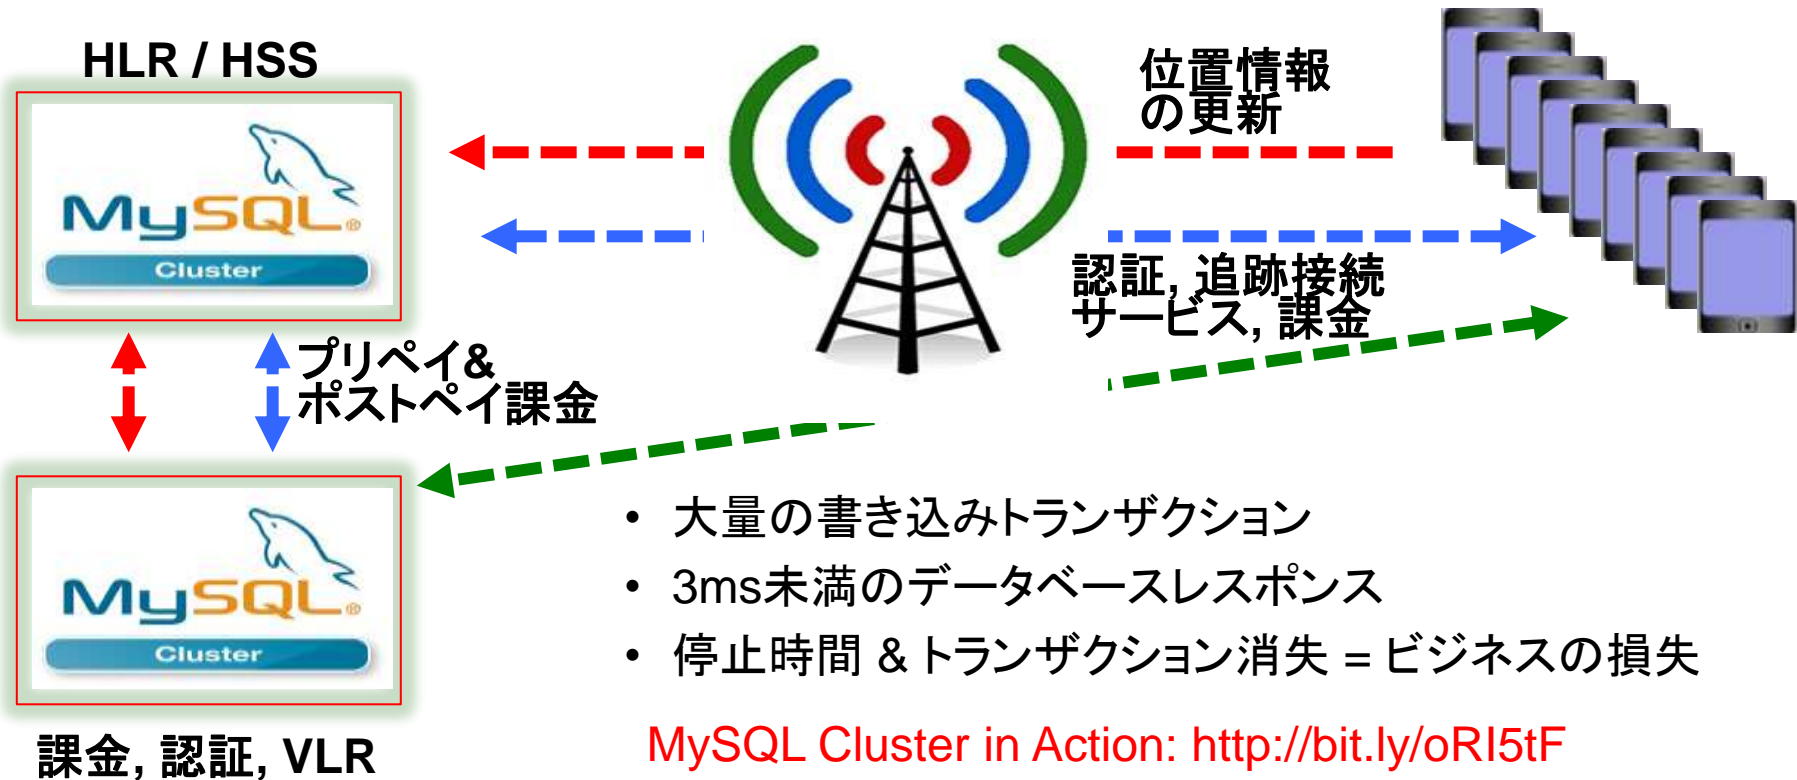 HLR / HSS
MySQL®
Cluster
位置情報
の更新
認証, 追跡接続
サービス, 課金
プリペイ&
ポストペイ課金
MySQL®
Cluster
課金, 認証, VLR
• 大量の書き込みトランザクション
• 3ms未満のデータベースレスポンス
• 停止時間 & トランザクション消失 = ビジネスの損失
MySQL Cluster in Action: http://bit.ly/oRI5tF